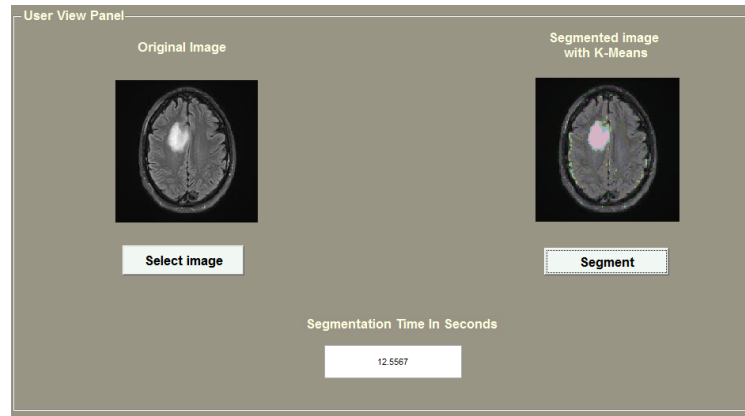 User View Panel
Original Image
Segmented image
with K-Means
Select image
Segment
Segmentation Time In Seconds
12.5567